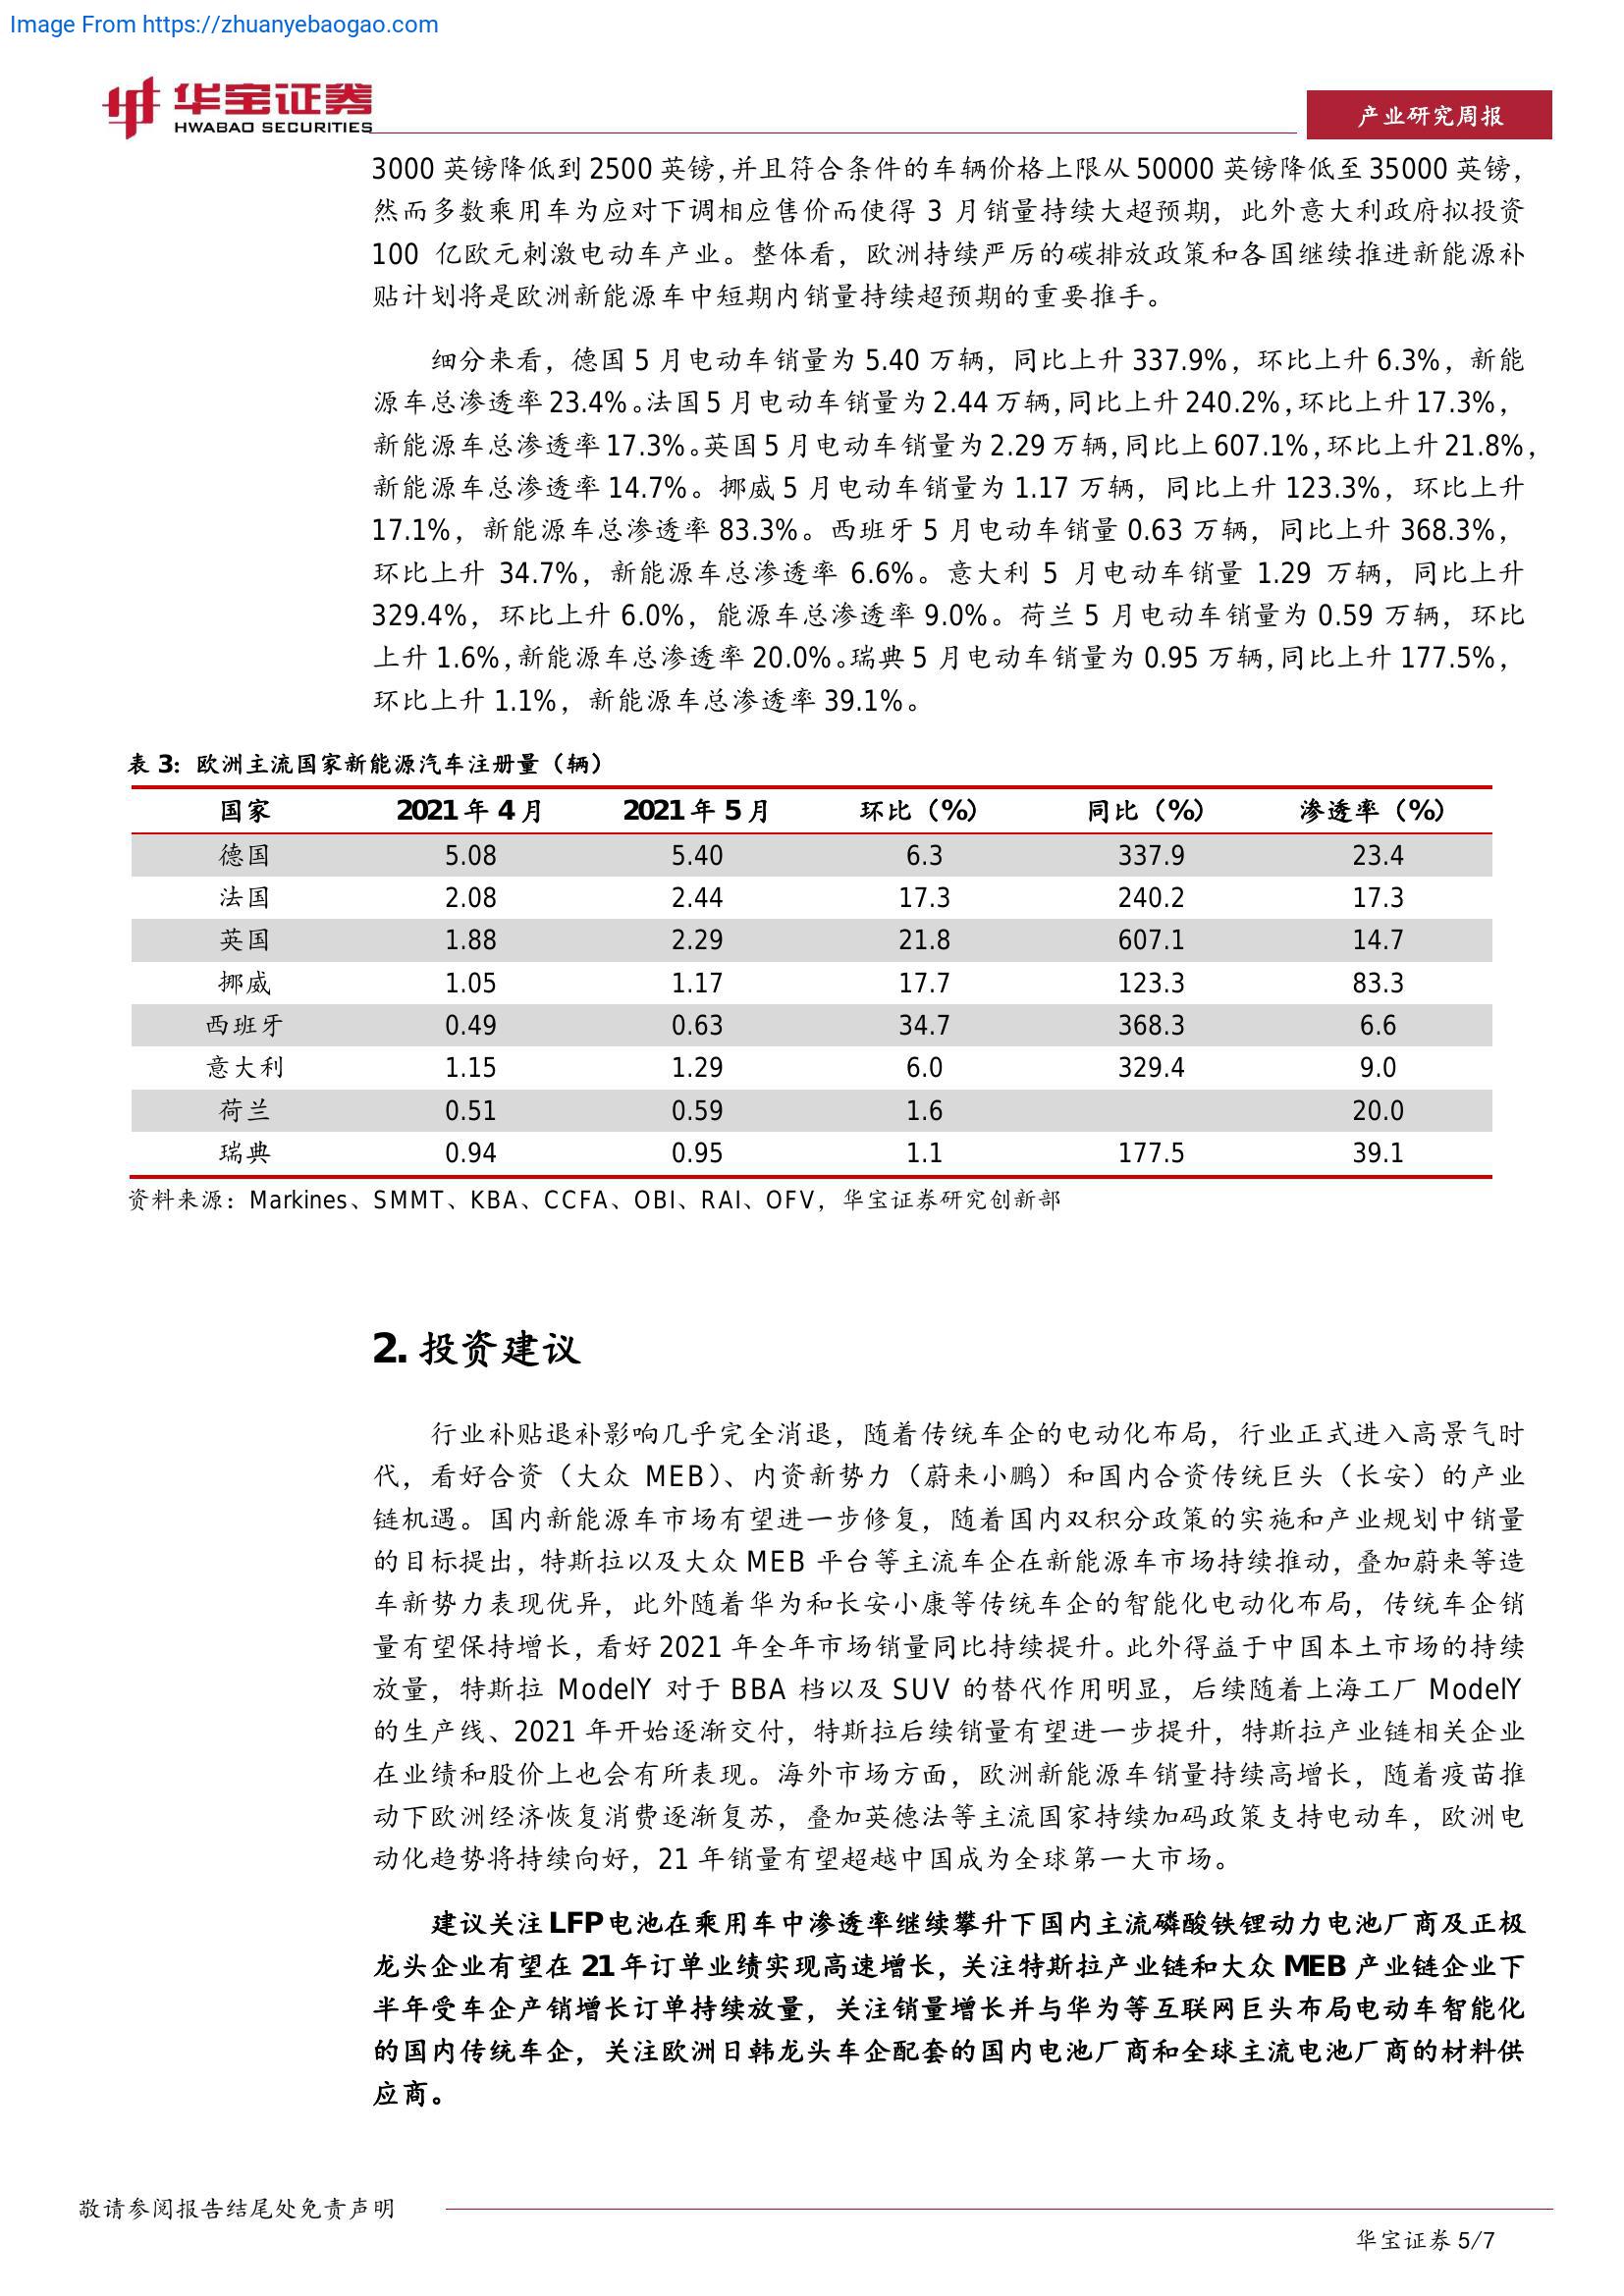 Image From https://zhuanyebaogao.com
华宝证券
HWABAO SECURITIES
产业研究周报
3000 英镑降低到 2500 英镑，并且符合条件的车辆价格上限从 50000 英镑降低至 35000 英镑，
然而多数乘用车为应对下调相应售价而使得 3 月销量持续大超预期，此外意大利政府拟投资
100 亿欧元刺激电动车产业。整体看，欧洲持续严厉的碳排放政策和各国继续推进新能源补
贴计划将是欧洲新能源车中短期内销量持续超预期的重要推手。
细分来看，德国 5 月电动车销量为 5.40 万辆，同比上升 337.9%，环比上升 6.3%，新能
源车总渗透率 23.4%。法国 5 月电动车销量为 2.44 万辆，同比上升 240.2%，环比上升 17.3%，
新能源车总渗透率 17.3%。英国 5 月电动车销量为 2.29 万辆，同比上 607.1%，环比上升 21.8%，
新能源车总渗透率 14.7%。挪威 5 月电动车销量为 1.17 万辆，同比上升 123.3%，环比上升
17.1%，新能源车总渗透率 83.3%。西班牙 5 月电动车销量 0.63 万辆，同比上升 368.3%，
环比上升 34.7%，新能源车总渗透率 6.6%。意大利 5 月电动车销量 1.29 万辆，同比上升
329.4%，环比上升 6.0%，能源车总渗透率 9.0%。荷兰 5 月电动车销量为 0.59 万辆，环比
上升 1.6%，新能源车总渗透率 20.0%。瑞典 5 月电动车销量为 0.95 万辆，同比上升 177.5%，
环比上升 1.1%，新能源车总渗透率 39.1%。
表 3：欧洲主流国家新能源汽车注册量（辆）
国家 2021 年 4 月 2021 年 5 月 环比（%） 同比（%） 渗透率（%）
德国 5.08 5.40 6.3 337.9 23.4
法国 2.08 2.44 17.3 240.2 17.3
英国 1.88 2.29 21.8 607.1 14.7
挪威 1.05 1.17 17.7 123.3 83.3
西班牙 0.49 0.63 34.7 368.3 6.6
意大利 1.15 1.29 6.0 329.4 9.0
荷兰 0.51 0.59 1.6 20.0
瑞典 0.94 0.95 1.1 177.5 39.1
资料来源：Markines、SMMT、KBA、CCFA、OBI、RAI、OFV，华宝证券研究创新部
2. 投资建议
行业补贴退补影响几乎完全消退，随着传统车企的电动化布局，行业正式进入高景气时
代，看好合资（大众 MEB）、内资新势力（蔚来小鹏）和国内合资传统巨头（长安）的产业
链机遇。国内新能源车市场有望进一步修复，随着国内双积分政策的实施和产业规划中销量
的目标提出，特斯拉以及大众 MEB 平台等主流车企在新能源车市场持续推动，叠加蔚来等造
车新势力表现优异，此外随着华为和长安小康等传统车企的智能化电动化布局，传统车企销
量有望保持增长，看好 2021 年全年市场销量同比持续提升。此外得益于中国本土市场的持续
放量，特斯拉 ModelY 对于 BBA 档以及 SUV 的替代作用明显，后续随着上海工厂 ModelY
的生产线、2021 年开始逐渐交付，特斯拉后续销量有望进一步提升，特斯拉产业链相关企业
在业绩和股价上也会有所表现。海外市场方面，欧洲新能源车销量持续高增长，随着疫苗推
动下欧洲经济恢复消费逐渐复苏，叠加英德法等主流国家持续加码政策支持电动车，欧洲电
动化趋势将持续向好，21 年销量有望超越中国成为全球第一大市场。
建议关注 LFP 电池在乘用车中渗透率继续攀升下国内主流磷酸铁锂动力电池厂商及正极
龙头企业有望在 21 年订单业绩实现高速增长，关注特斯拉产业链和大众 MEB 产业链企业下
半年受车企产销增长订单持续放量，关注销量增长并与华为等互联网巨头布局电动车智能化
的国内传统车企，关注欧洲日韩龙头车企配套的国内电池厂商和全球主流电池厂商的材料供
应商。
敬请参阅报告结尾处免责声明
华宝证券 5/7